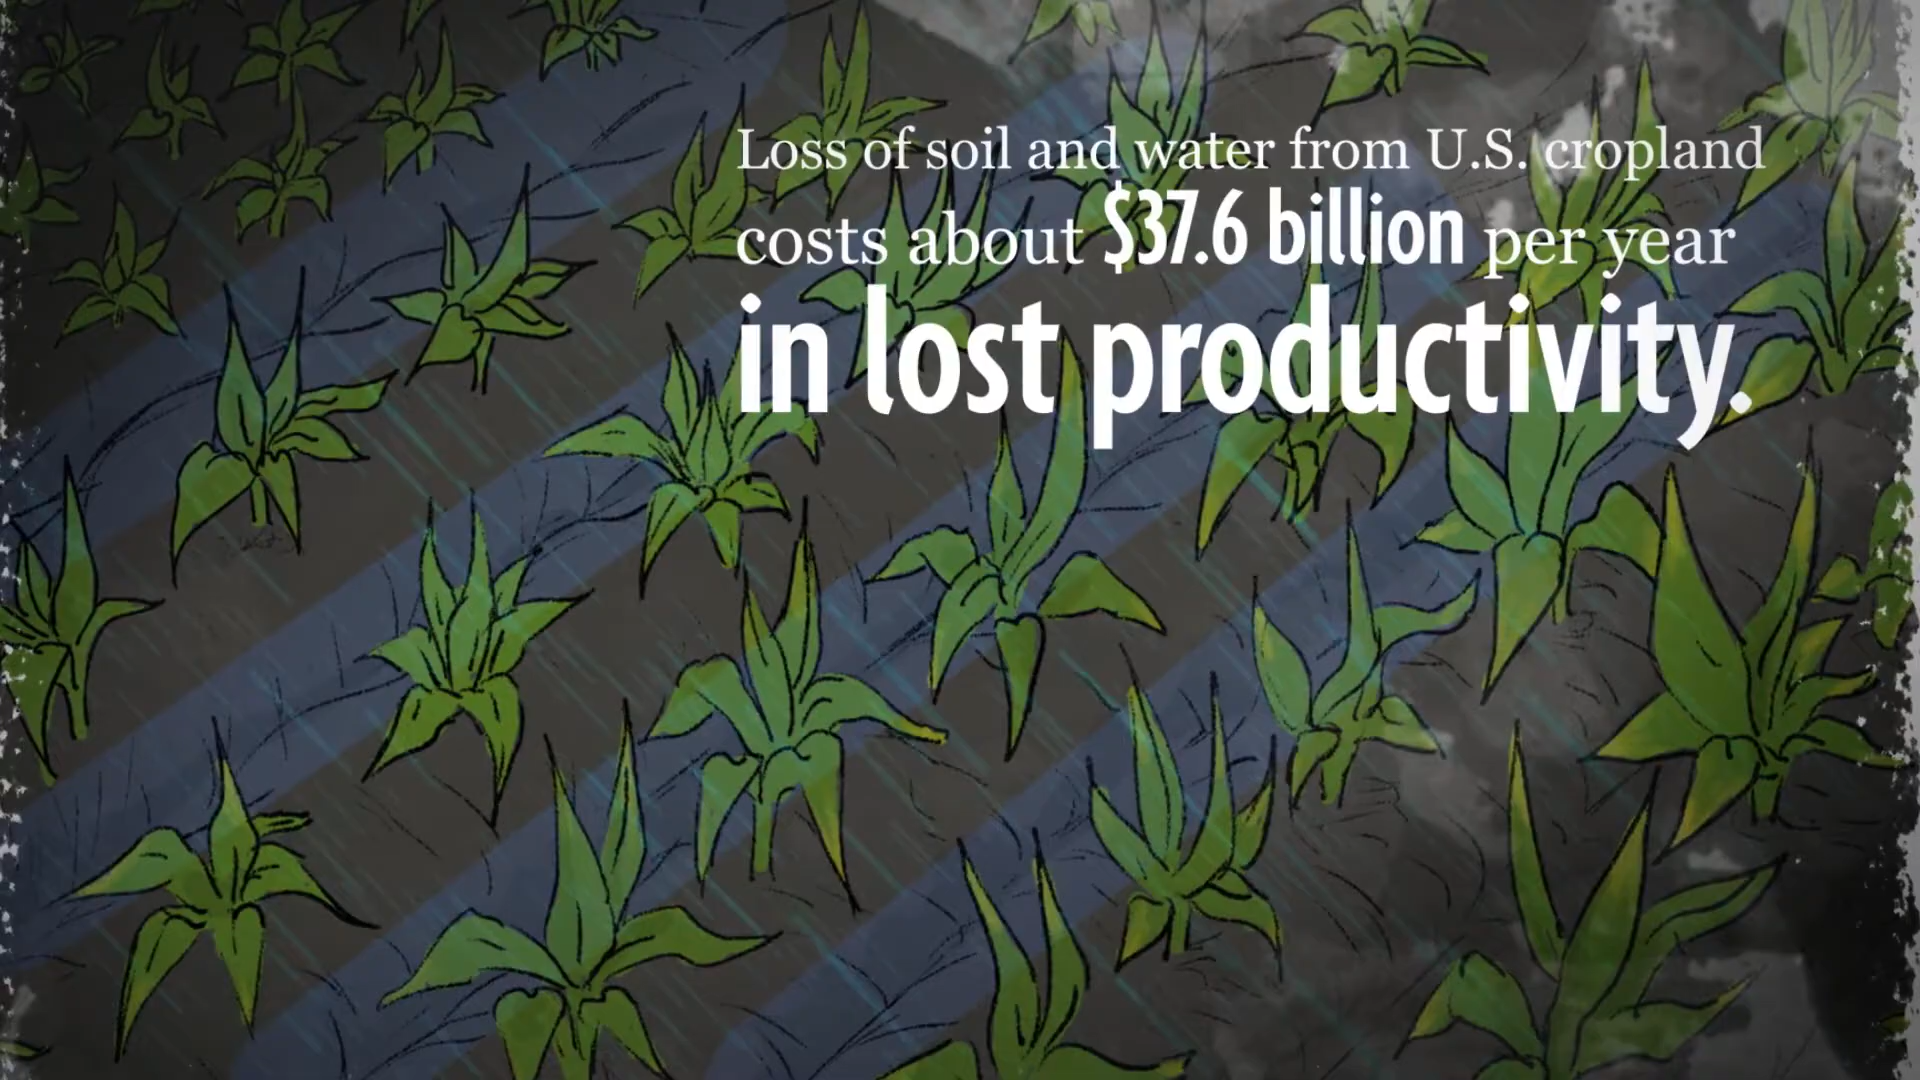 Loss of soil and water from U.S. cropland
costs about $37.6 billion per year
in lost productivity.